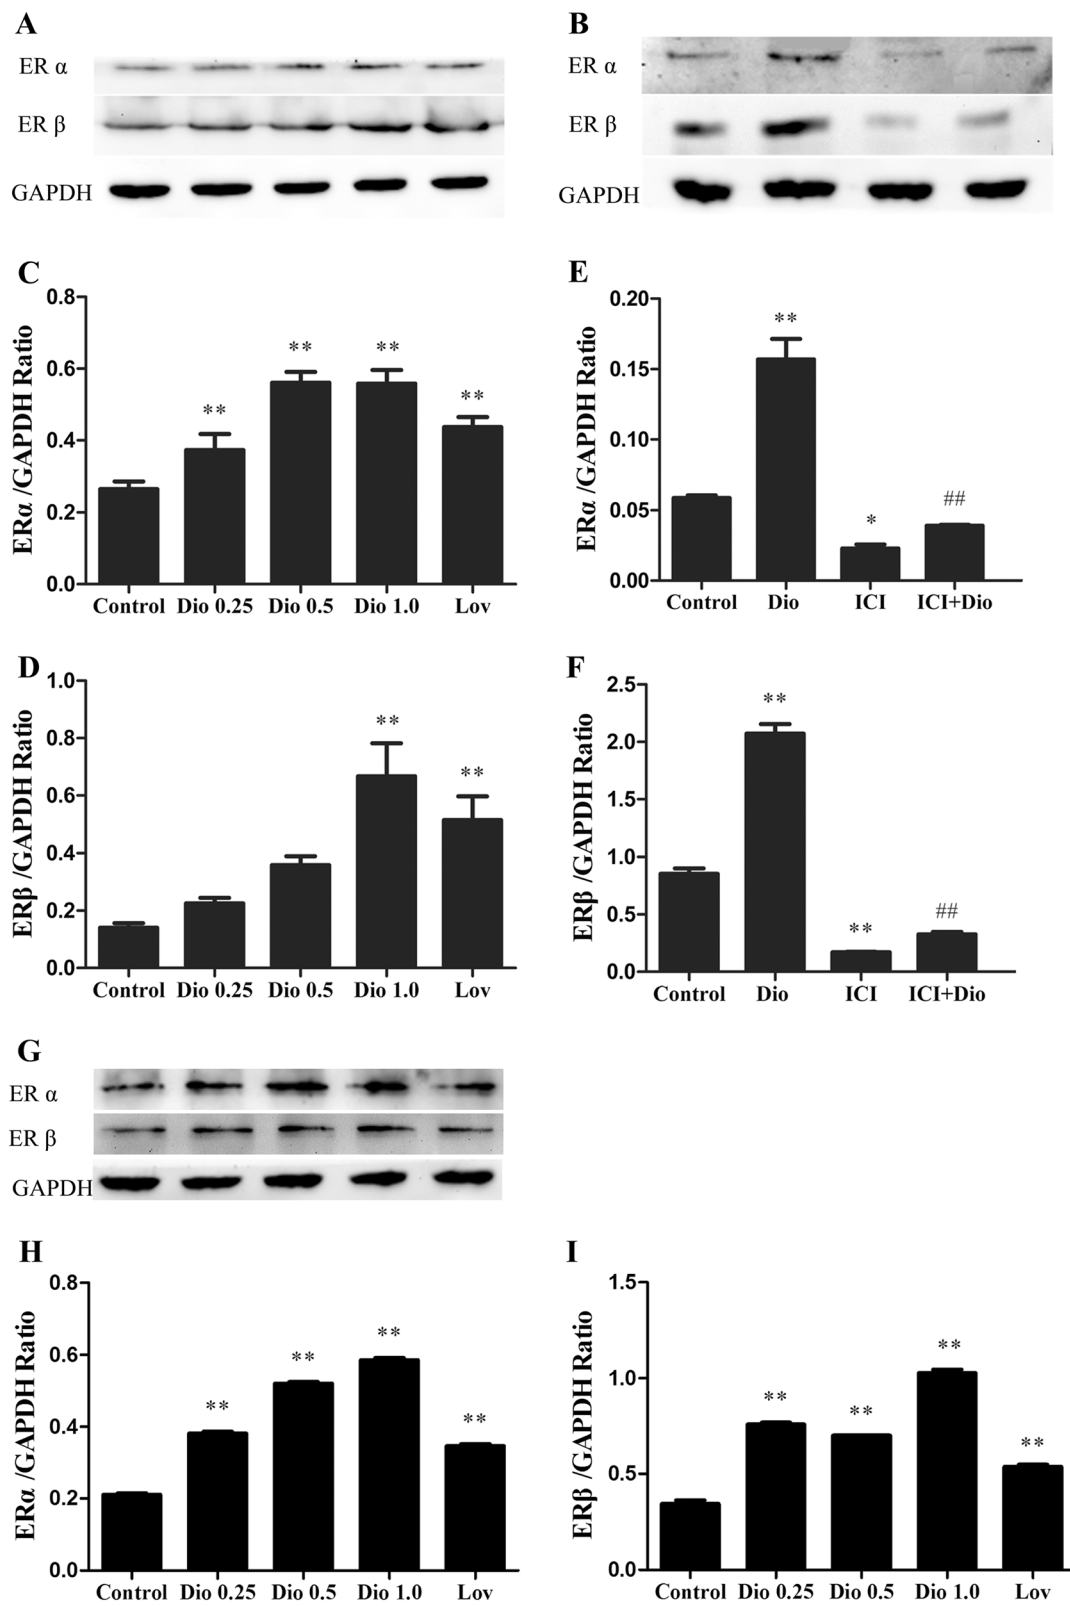 A
ER α
ER β
GAPDH
B
ER α
ER β
GAPDH
C
ERα /GAPDH Ratio
0.8
0.6
0.4
0.2
0.0
** ** ** **
Control Dio 0.25 Dio 0.5 Dio 1.0 Lov
E
ERα /GAPDH Ratio
0.20
0.15
0.10
0.05
0.00
** * ##
Control Dio ICI ICI+Dio
D
ERβ /GAPDH Ratio
1.0
0.8
0.6
0.4
0.2
0.0
** **
Control Dio 0.25 Dio 0.5 Dio 1.0 Lov
F
ERβ /GAPDH Ratio
2.5
2.0
1.5
1.0
0.5
0.0
** ** ##
Control Dio ICI ICI+Dio
G
ER α
ER β
GAPDH
H
ERα /GAPDH Ratio
0.8
0.6
0.4
0.2
0.0
** ** ** **
Control Dio 0.25 Dio 0.5 Dio 1.0 Lov
I
ERβ /GAPDH Ratio
1.5
1.0
0.5
0.0
** ** ** **
Control Dio 0.25 Dio 0.5 Dio 1.0 Lov